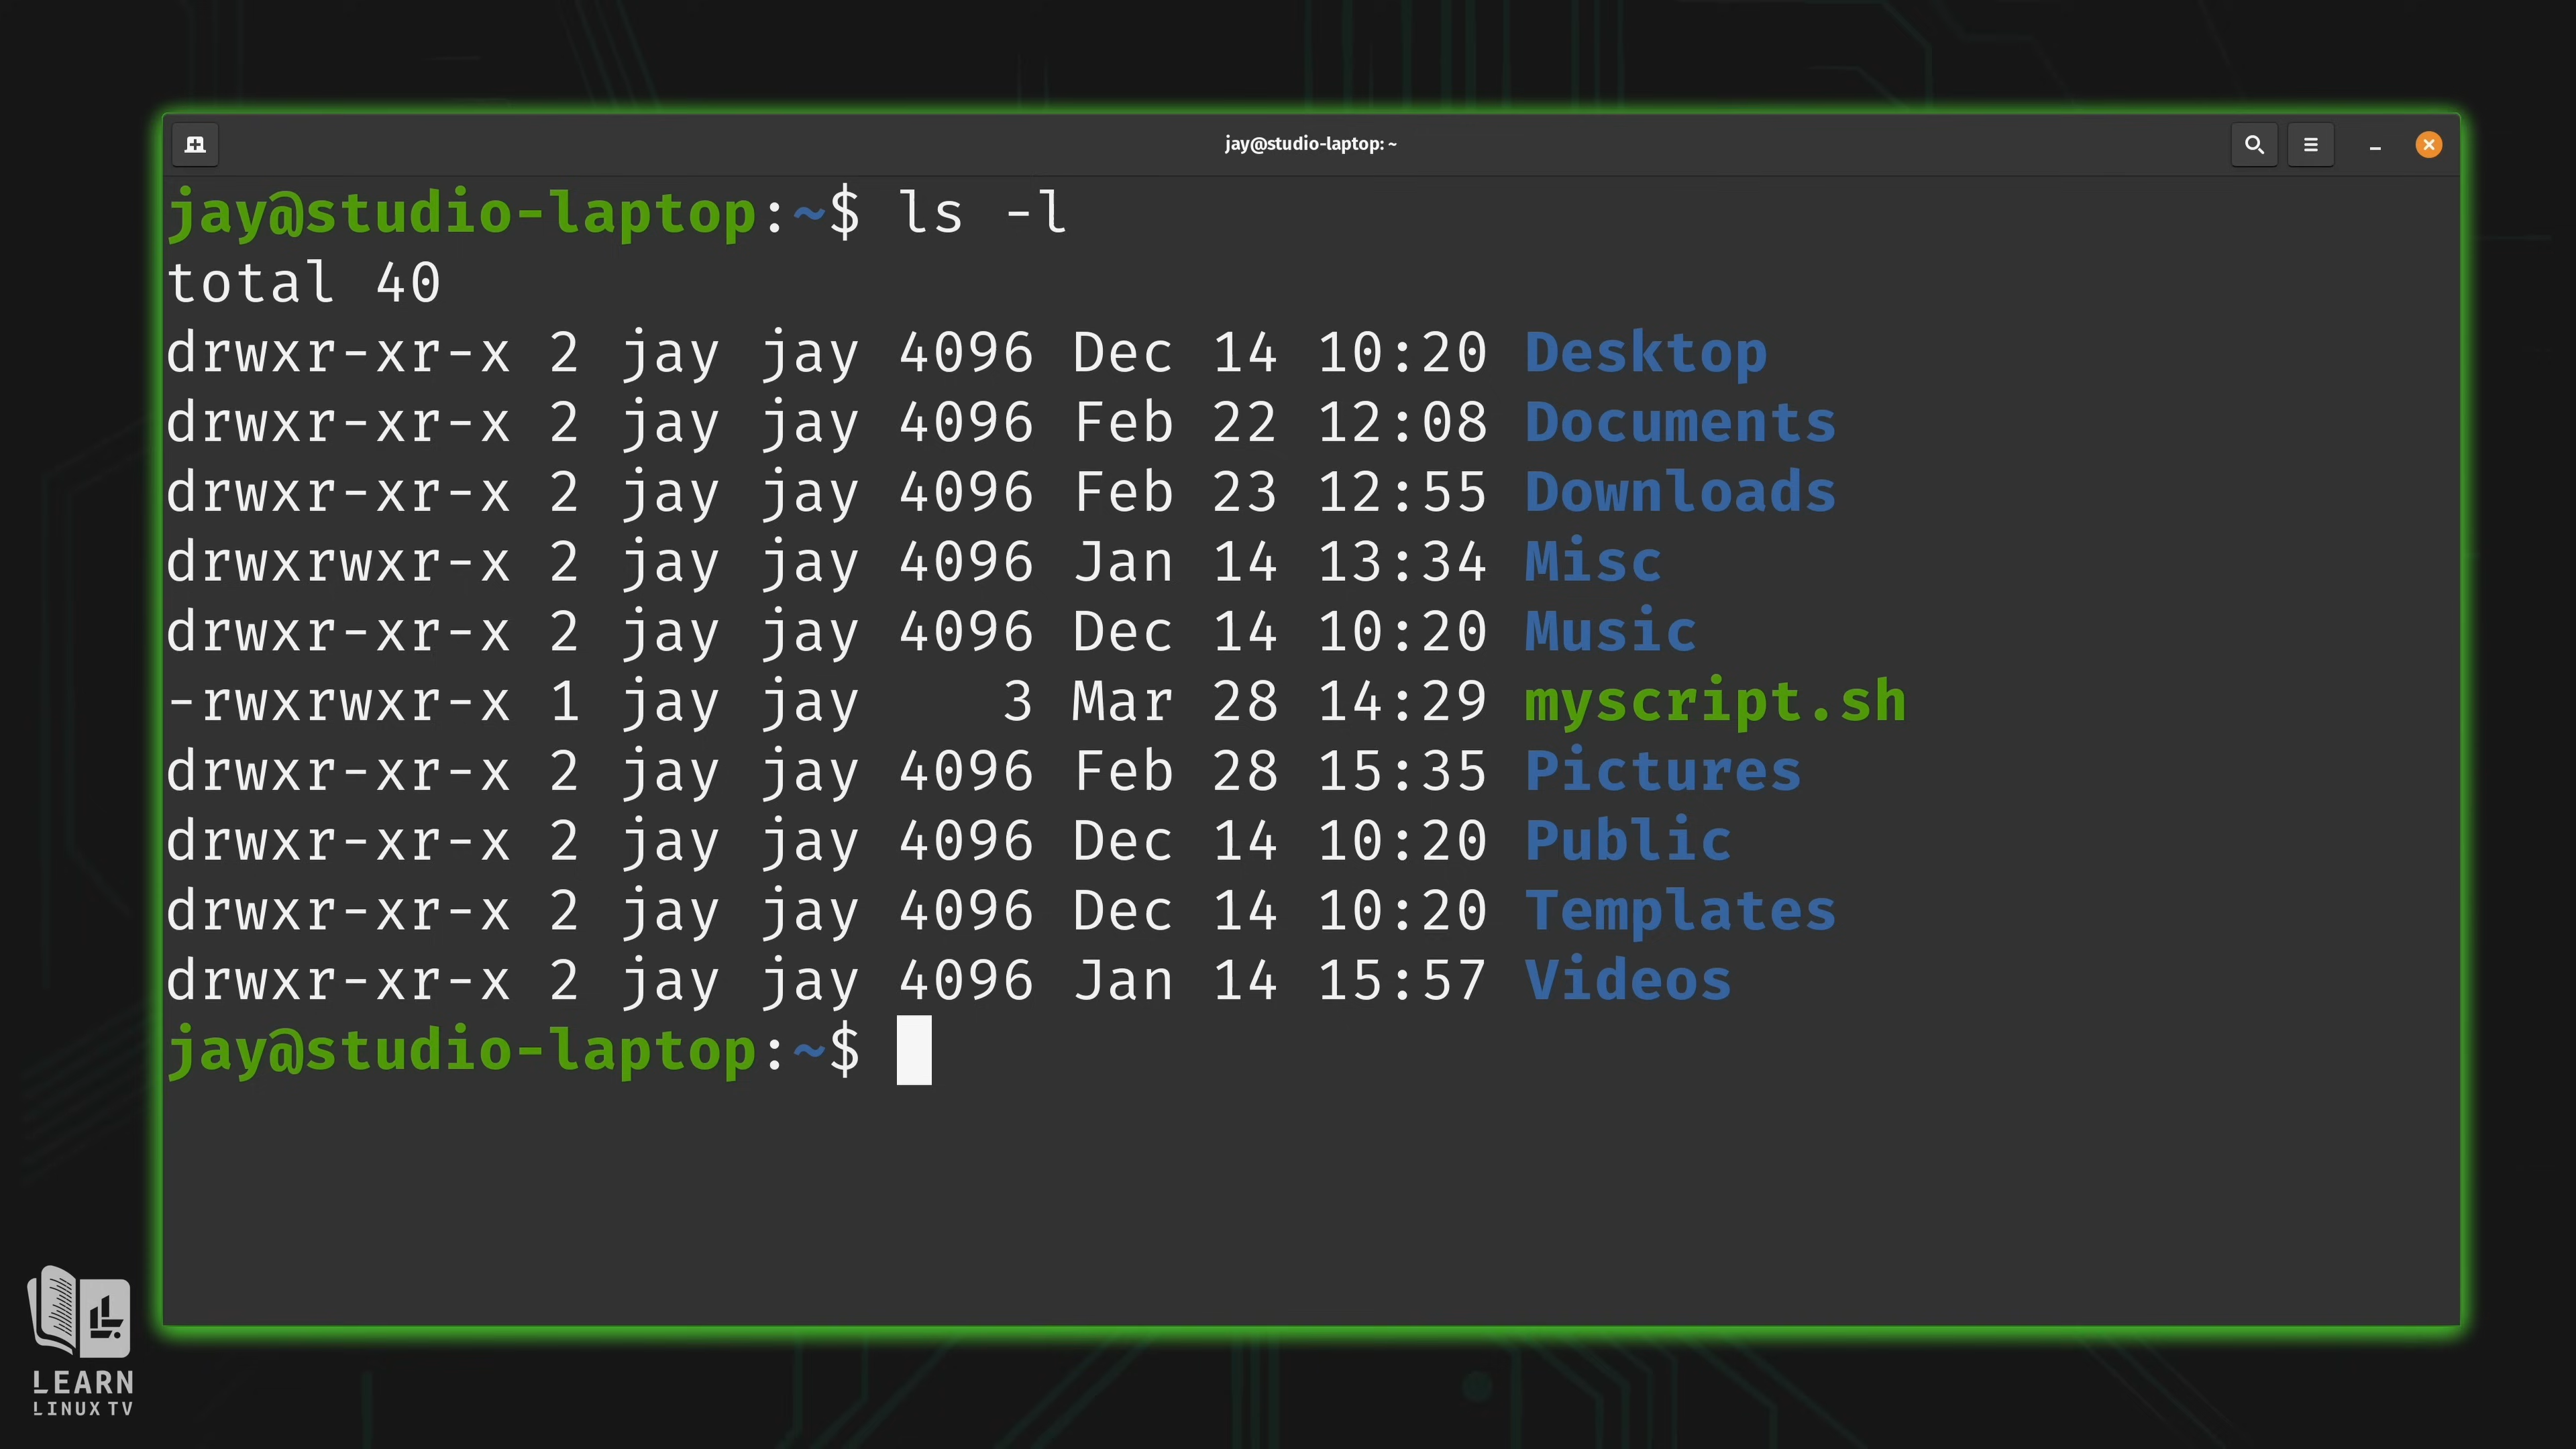 jay@studio-laptop: ~
jay@studio-laptop:~$ ls -l
total 40
drwxr-xr-x 2 jay jay 4096 Dec 14 10:20 Desktop
drwxr-xr-x 2 jay jay 4096 Feb 22 12:08 Documents
drwxr-xr-x 2 jay jay 4096 Feb 23 12:55 Downloads
drwxrwxr-x 2 jay jay 4096 Jan 14 13:34 Misc
drwxr-xr-x 2 jay jay 4096 Dec 14 10:20 Music
-rwxrwxr-x 1 jay jay    3 Mar 28 14:29 myscript.sh
drwxr-xr-x 2 jay jay 4096 Feb 28 15:35 Pictures
drwxr-xr-x 2 jay jay 4096 Dec 14 10:20 Public
drwxr-xr-x 2 jay jay 4096 Dec 14 10:20 Templates
drwxr-xr-x 2 jay jay 4096 Jan 14 15:57 Videos
jay@studio-laptop:~$
LEARN
LINUX TV